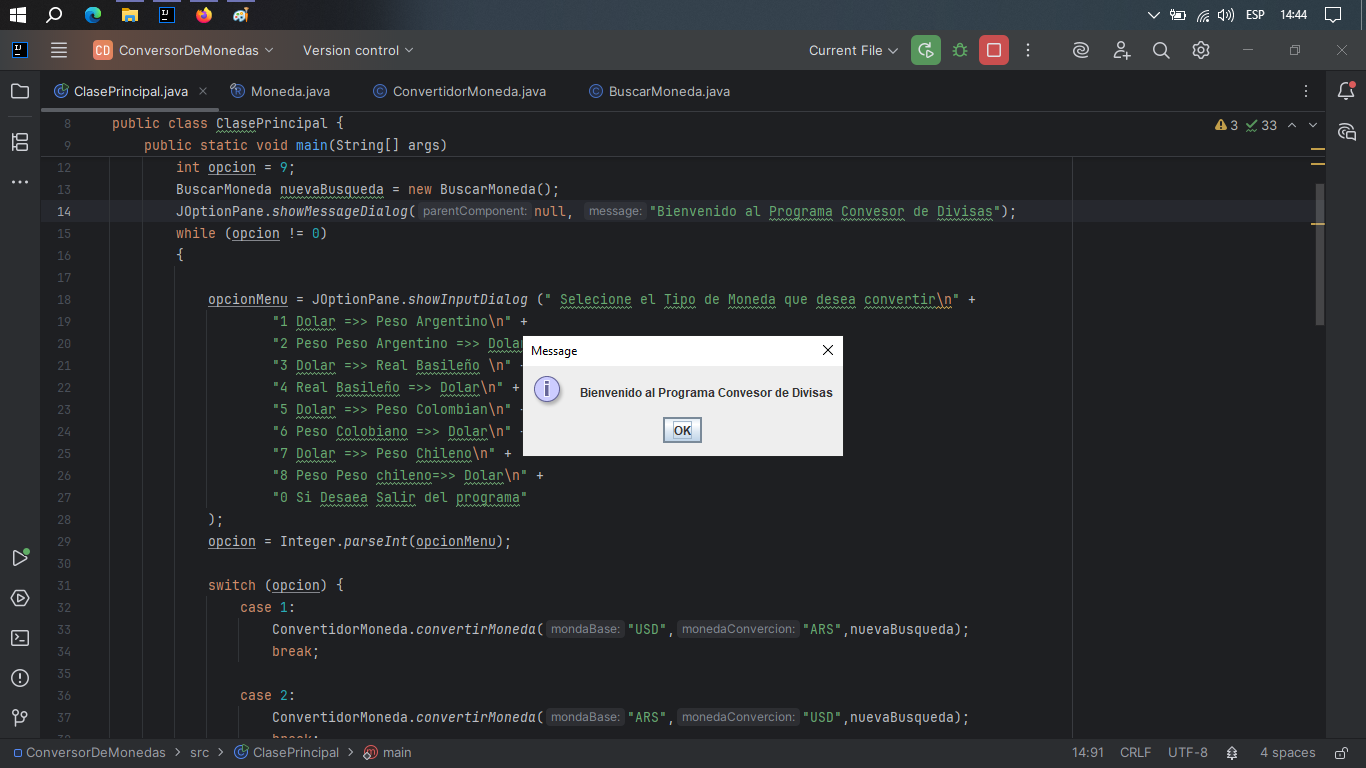 ESP 14:44
CD ConversorDeMonedas Version control Current File
ClasePrincipal.java Moneda.java ConvertidorMoneda.java BuscarMoneda.java
8 public class ClasePrincipal { 3 33
9 public static void main(String[] args)
12 int opcion = 9;
13 BuscarMoneda nuevaBusqueda = new BuscarMoneda();
14 JOptionPane.showMessageDialog( parentComponent: null, message: "Bienvenido al Programa Convesor de Divisas");
15 while (opcion != 0)
16 {
17
18 opcionMenu = JOptionPane.showInputDialog (" Selecione el Tipo de Moneda que desea convertir\n" +
19 "1 Dolar =>> Peso Argentino\n" +
20 "2 Peso Peso Argentino =>> Dolar
21 "3 Dolar =>> Real Basileño \n" +
22 "4 Real Basileño =>> Dolar\n" +
23 "5 Dolar =>> Peso Colombian\n" +
24 "6 Peso Colobiano =>> Dolar\n" +
25 "7 Dolar =>> Peso Chileno\n" +
26 "8 Peso Peso chileno=>> Dolar\n" +
27 "0 Si Desaea Salir del programa"
28 );
29 opcion = Integer.parseInt(opcionMenu);
30
31 switch (opcion) {
32 case 1:
33 ConvertidorMoneda.convertirMoneda( mondaBase: "USD", monedaConvercion: "ARS",nuevaBusqueda);
34 break;
35
36 case 2:
37 ConvertidorMoneda.convertirMoneda( mondaBase: "ARS", monedaConvercion: "USD",nuevaBusqueda);
38 break;
Message
Bienvenido al Programa Convesor de Divisas
OK
ConversorDeMonedas > src > ClasePrincipal > main 14:91 CRLF UTF-8 4 spaces